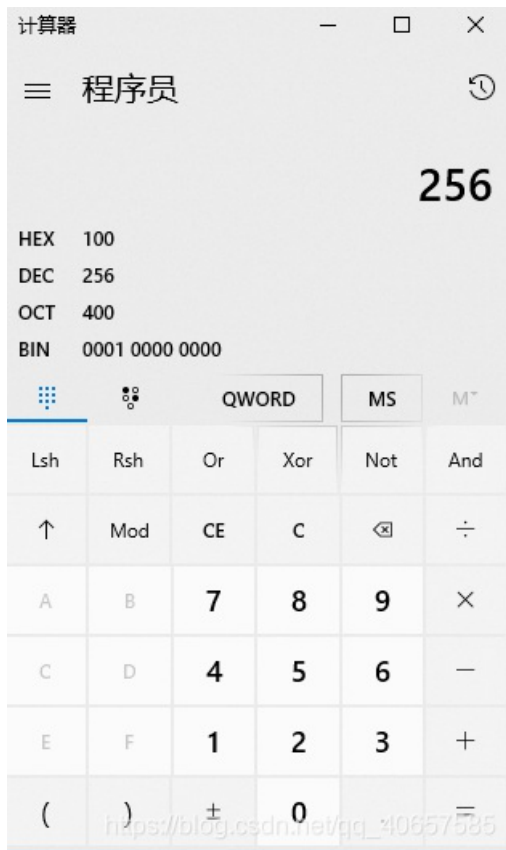 计算器
程序员
256
HEX 100
DEC 256
OCT 400
BIN 0001 0000 0000
QWORD MS M
Lsh Rsh Or Xor Not And
↑ Mod CE C ÷
A B 7 8 9 ×
C D 4 5 6 −
E F 1 2 3 +
( ) ± 0 . =
https://blog.csdn.net/qq_40657585